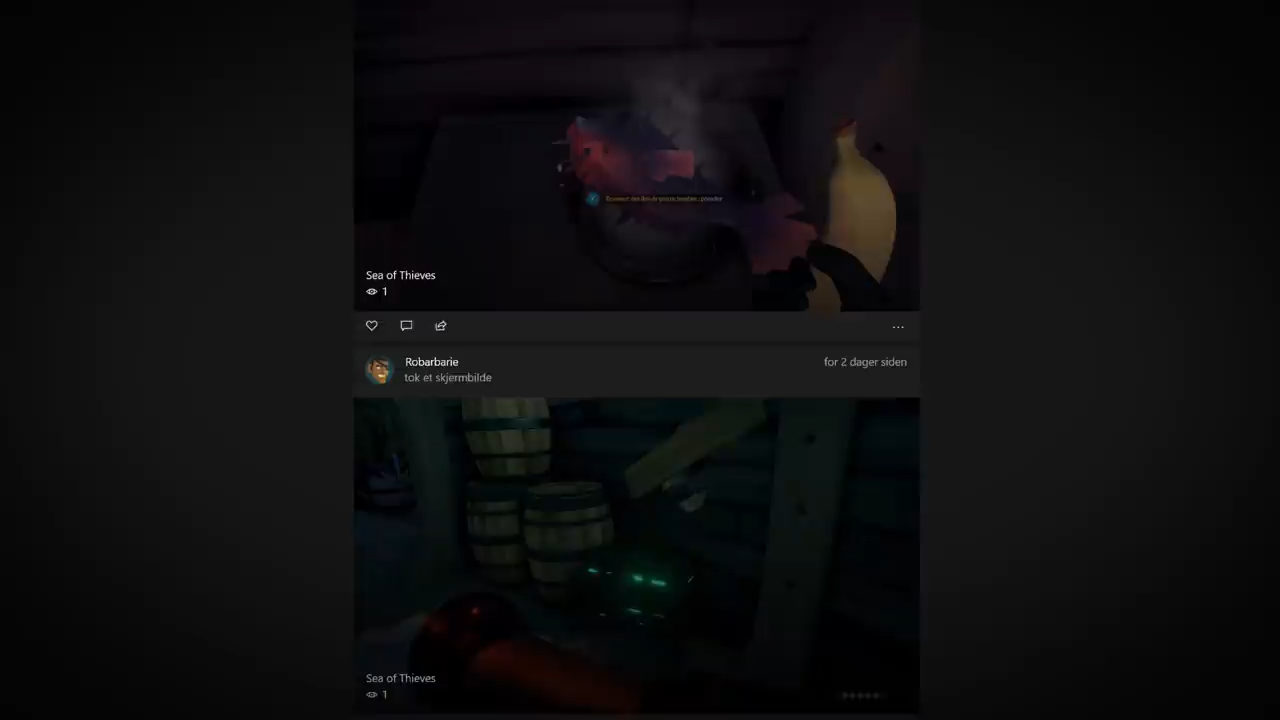 Sea of Thieves
1
Robarbarie
for 2 dager siden
tok et skjermbilde
Sea of Thieves
1